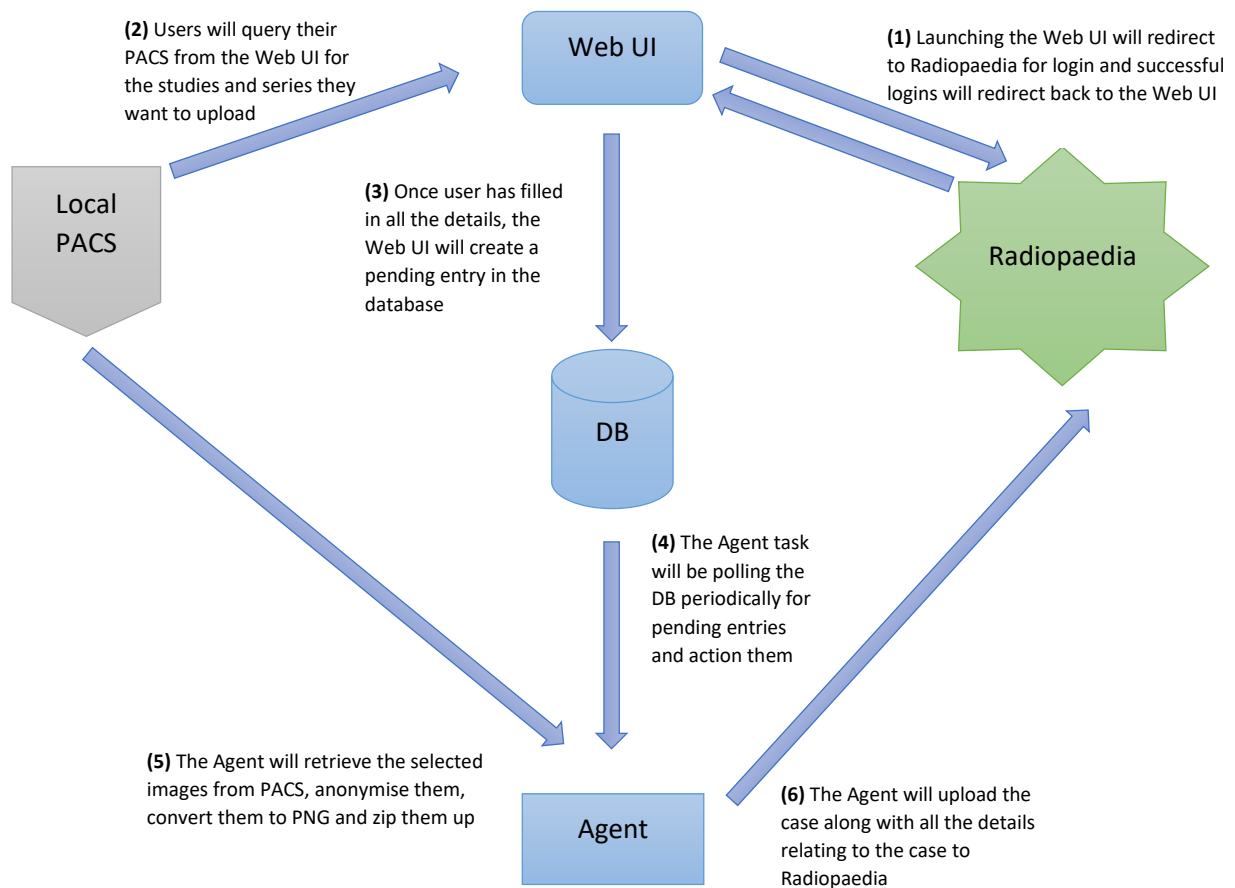 (2) Users will query their
PACS from the Web UI for
the studies and series they
want to upload
Web UI
(1) Launching the Web UI will redirect
to Radiopaedia for login and successful
logins will redirect back to the Web UI
Local
PACS
(3) Once user has filled
in all the details, the
Web UI will create a
pending entry in the
database
Radiopaedia
DB
(4) The Agent task
will be polling the
DB periodically for
pending entries
and action them
(5) The Agent will retrieve the selected
images from PACS, anonymise them,
convert them to PNG and zip them up
Agent
(6) The Agent will upload the
case along with all the details
relating to the case to
Radiopaedia